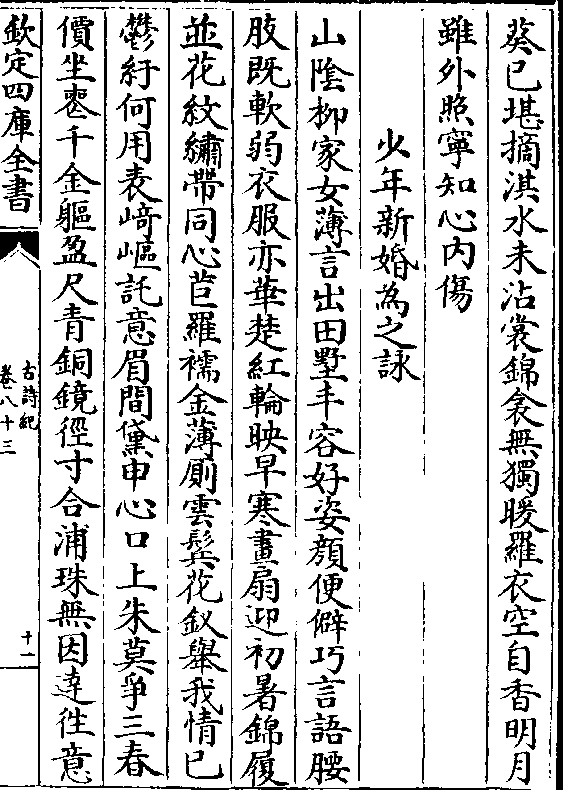 葵已堪摘淇水未沾裳錦衾無獨暖羅衣空自香明月
雖外照寧知心内傷
少年新婚為之詠
山陰柳家女薄言出田墅丰容好姿顔便僻巧言語腰
肢既軟弱衣服亦華楚紅輪映早寒畫扇迎初暑錦履
並花紋繡帶同心苣羅襦金薄厠雲鬓花釵舉我情已
鬱紆何用表崎嶇託意眉間黛申心口上朱莫爭三春
價坐䘮千金軀盈尺青銅鏡徑寸合浦珠無因達徃意
欽定四庫全書
古詩紀
卷八十三
十一